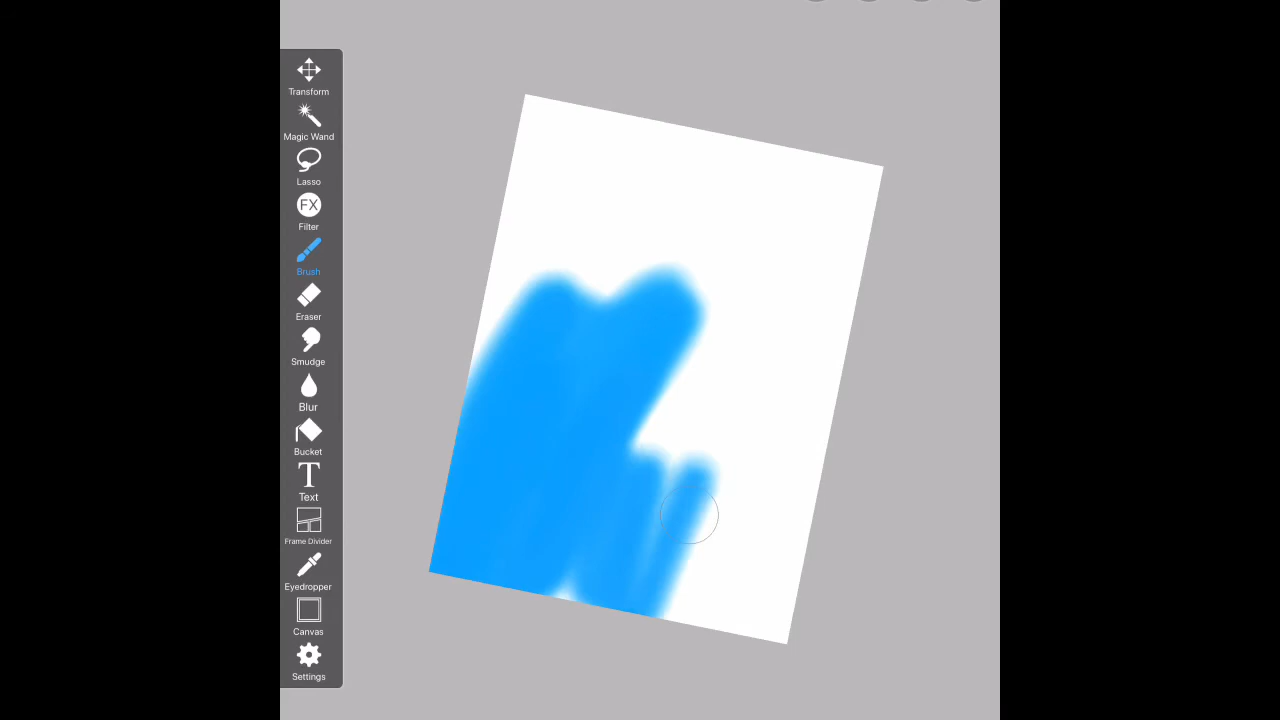 Transform
Magic Wand
Lasso
FX
Filter
Brush
Eraser
Smudge
Blur
Bucket
T
Text
Frame Divider
Eyedropper
Canvas
Settings